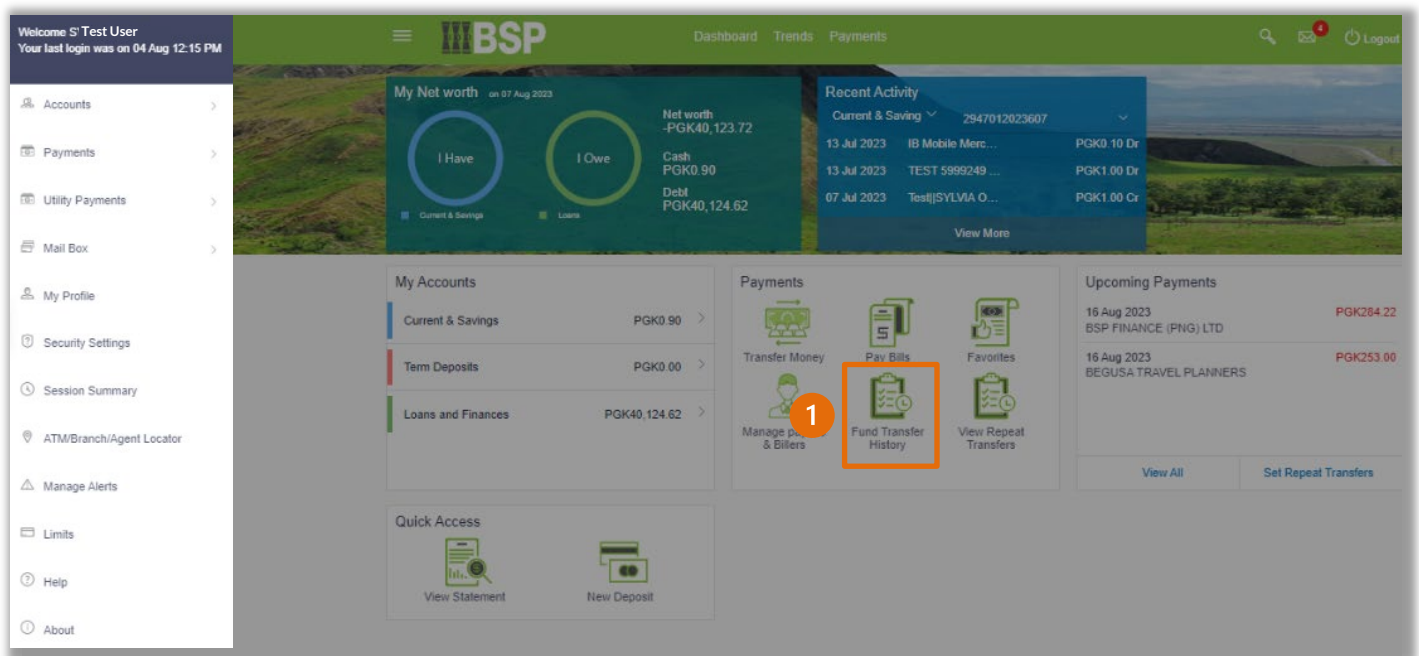 Welcome S' Test User
Your last login was on 04 Aug 12:15 PM
Accounts
Payments
Utility Payments
Mail Box
My Profile
Security Settings
Session Summary
ATM/Branch/Agent Locator
Manage Alerts
Limits
Help
About
BSP
Dashboard Trends Payments
4
Logout
My Net worth on 07 Aug 2023
I Have
I Owe
Current & Savings
Loans
Net worth
-PGK40,123.72
Cash
PGK0.90
Debt
PGK40,124.62
Recent Activity
Current & Saving 2947012023607
13 Jul 2023 IB Mobile Merc... PGK0.10 Dr
13 Jul 2023 TEST 5999249 ... PGK1.00 Dr
07 Jul 2023 Test||SYLVIA O... PGK1.00 Cr
View More
My Accounts
Current & Savings PGK0.90
Term Deposits PGK0.00
Loans and Finances PGK40,124.62
Payments
Transfer Money
Pay Bills
Favorites
1
Manage
& Billers
Fund Transfer
History
View Repeat
Transfers
Upcoming Payments
16 Aug 2023 PGK284.22
BSP FINANCE (PNG) LTD
16 Aug 2023 PGK253.00
BEGUSA TRAVEL PLANNERS
View All Set Repeat Transfers
Quick Access
View Statement
New Deposit